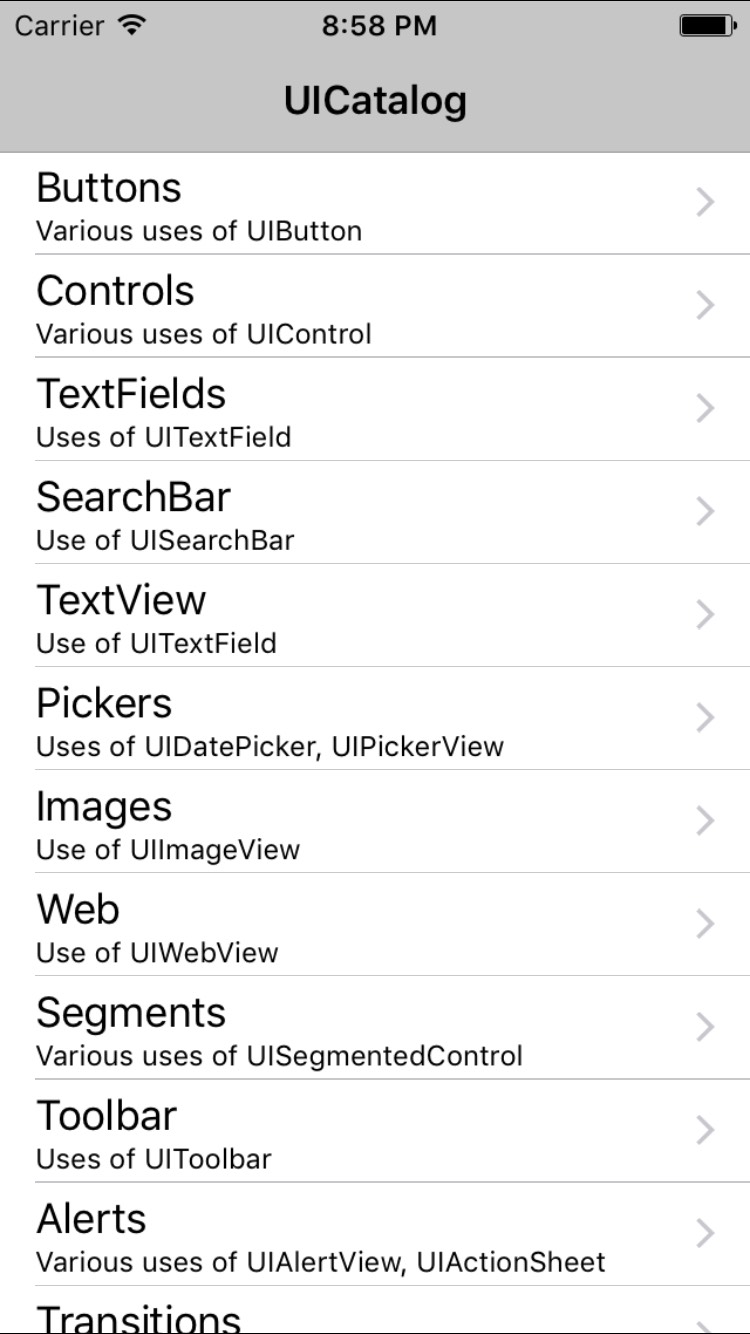 Carrier 8:58 PM
UICatalog
Buttons
Various uses of UIButton
Controls
Various uses of UIControl
TextFields
Uses of UITextField
SearchBar
Use of UISearchBar
TextView
Use of UITextField
Pickers
Uses of UIDatePicker, UIPickerView
Images
Use of UIImageView
Web
Use of UIWebView
Segments
Various uses of UISegmentedControl
Toolbar
Uses of UIToolbar
Alerts
Various uses of UIAlertView, UIActionSheet
Transitions